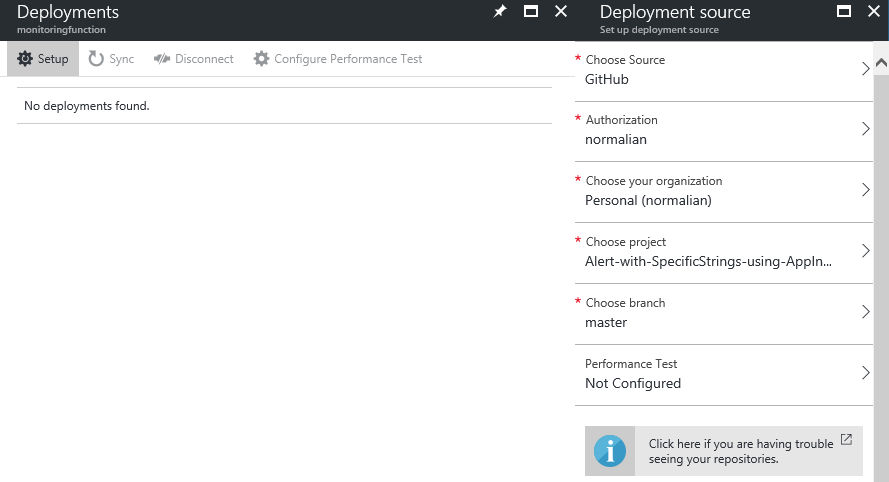 Deployments
monitoringfunction
Setup
Sync
Disconnect
Configure Performance Test
No deployments found.
Deployment source
Set up deployment source
* Choose Source
GitHub
* Authorization
normalian
* Choose your organization
Personal (normalian)
* Choose project
Alert-with-SpecificStrings-using-AppIn...
* Choose branch
master
Performance Test
Not Configured
Click here if you are having trouble
seeing your repositories.